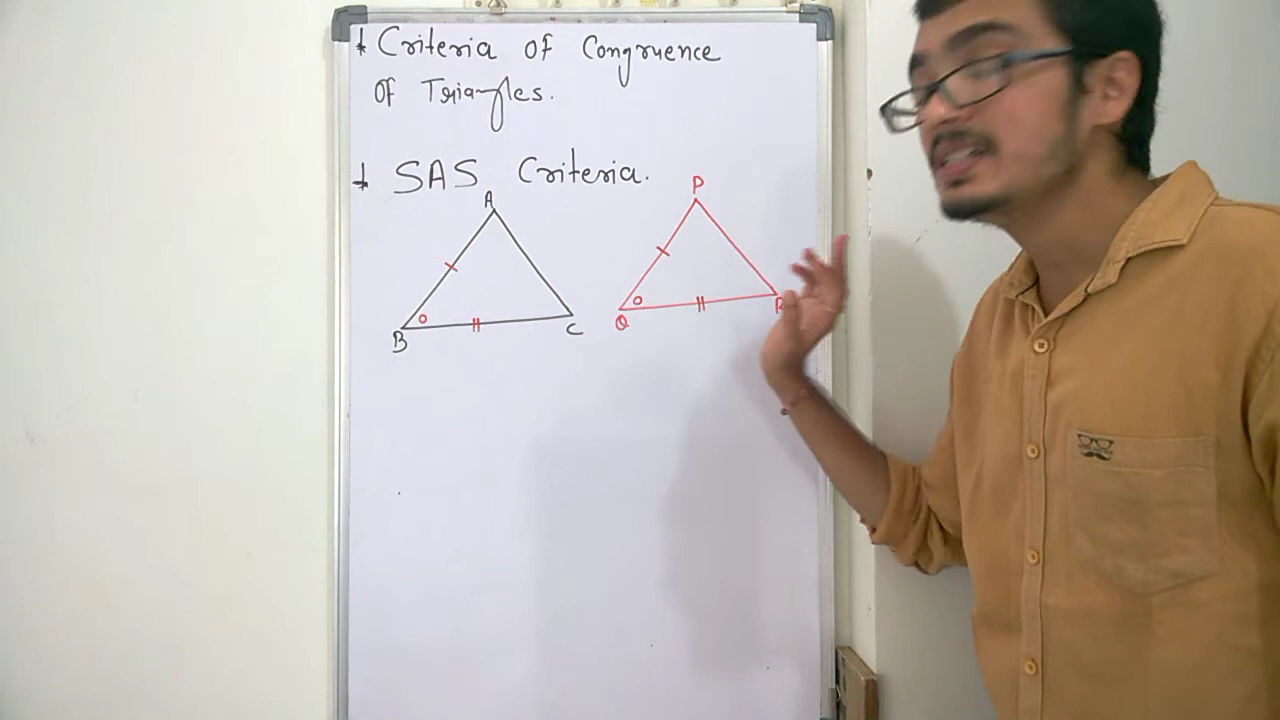 * Criteria of Congruence
Of Triangles.
* SAS Criteria.
A
P
B
C
Q
R